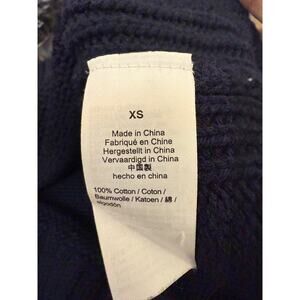 XS
Made in China
Fabriqué en Chine
Hergestellt in China
Vervaardigd in China
中国製
hecho en china
100% Cotton / Coton /
Baumwolle / Katoen / 綿 /
algodón